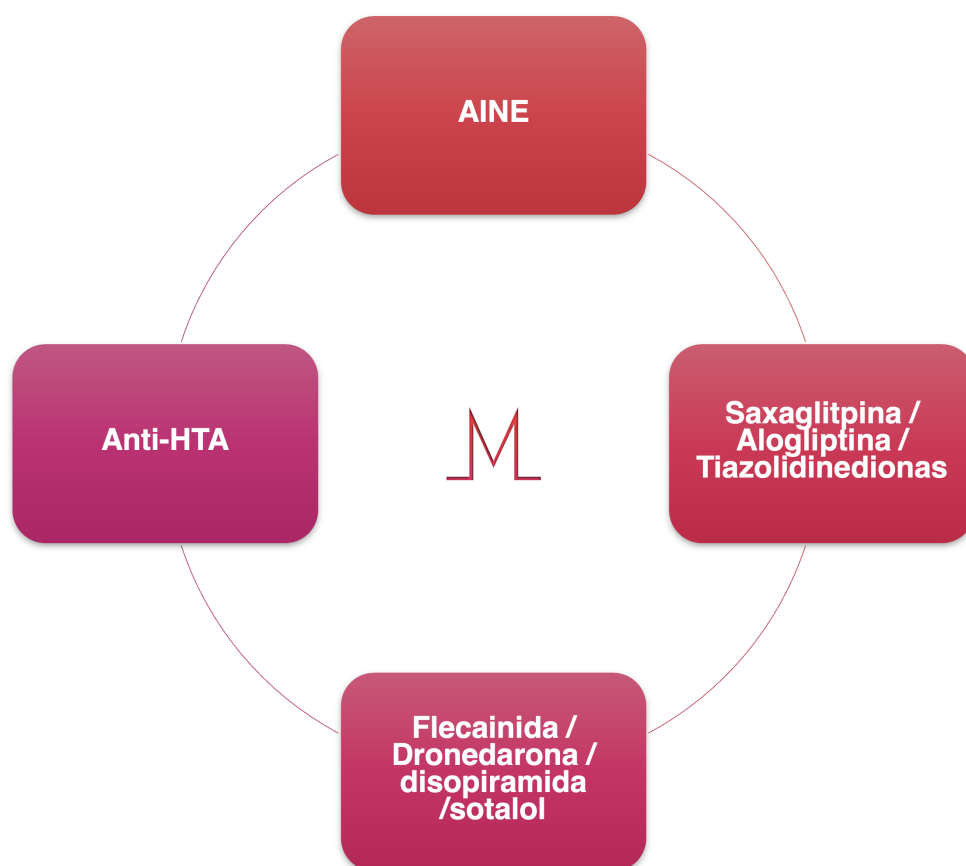 AINE
Saxaglitpina /
Alogliptina /
Tiazolidinedionas
Anti-HTA
Flecainida /
Dronedarona /
disopiramida
/sotalol